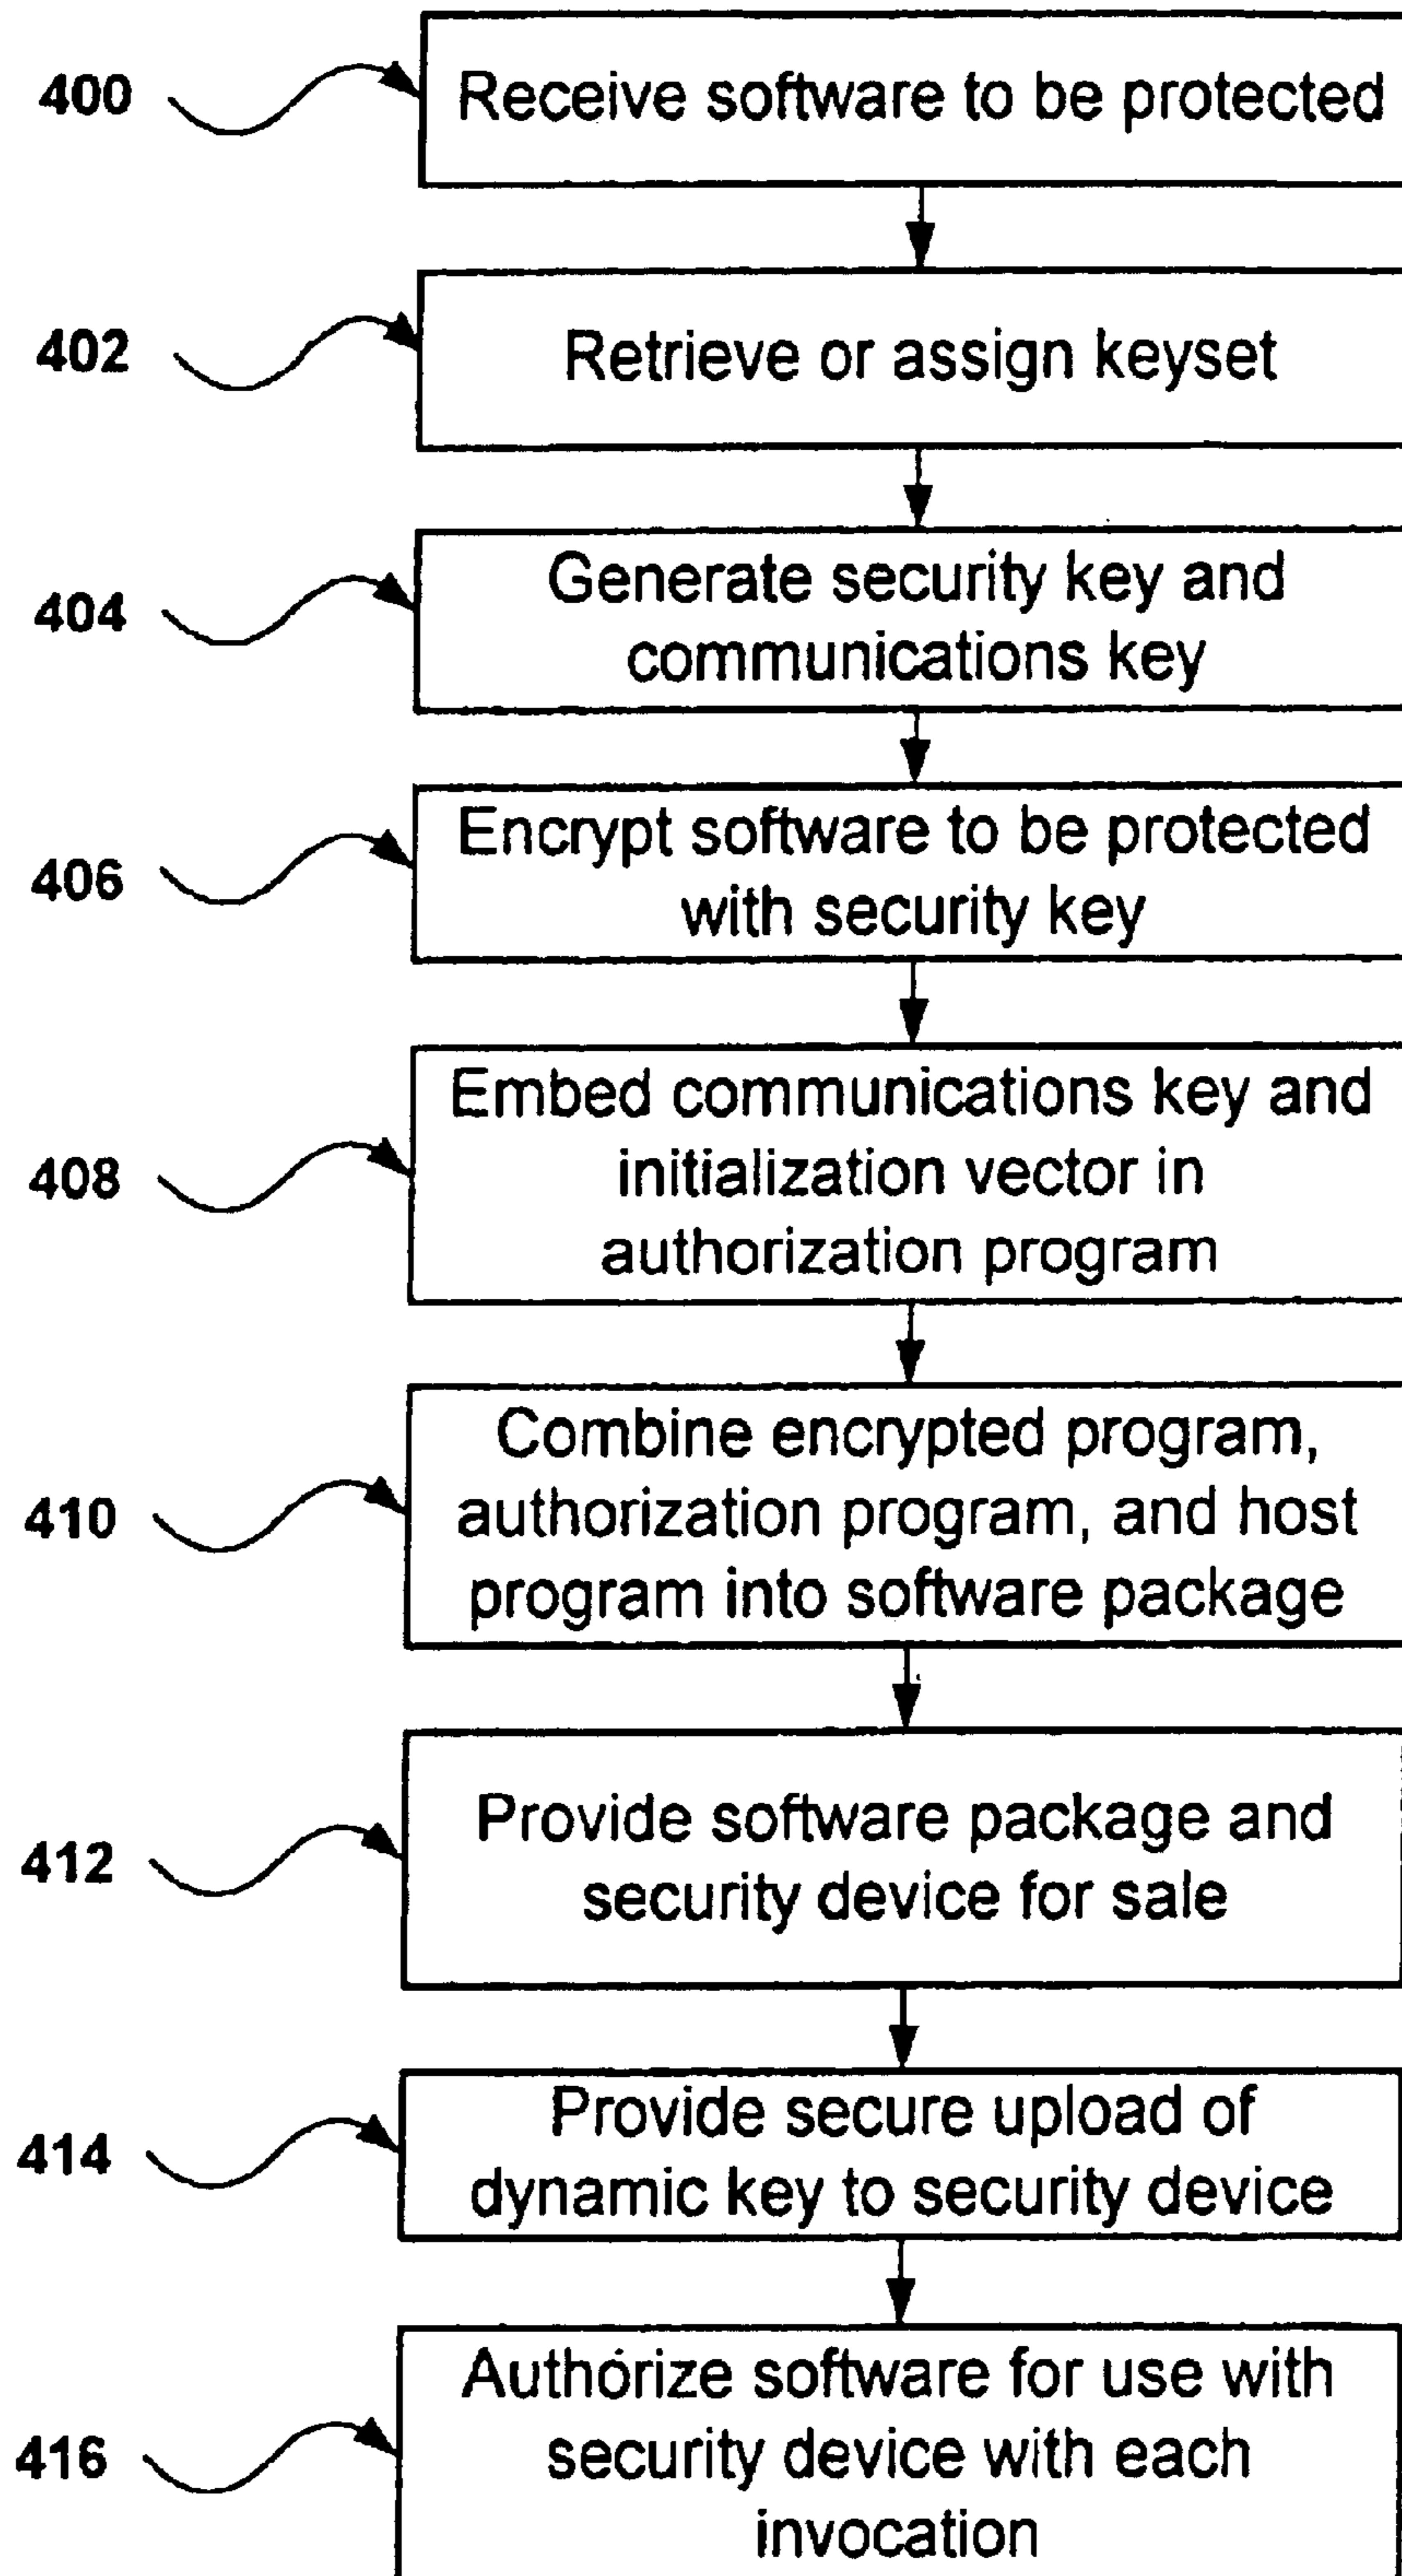 400 Receive software to be protected
402 Retrieve or assign keyset
404 Generate security key and
communications key
406 Encrypt software to be protected
with security key
408 Embed communications key and
initialization vector in
authorization program
410 Combine encrypted program,
authorization program, and host
program into software package
412 Provide software package and
security device for sale
414 Provide secure upload of
dynamic key to security device
416 Authorize software for use with
security device with each
invocation